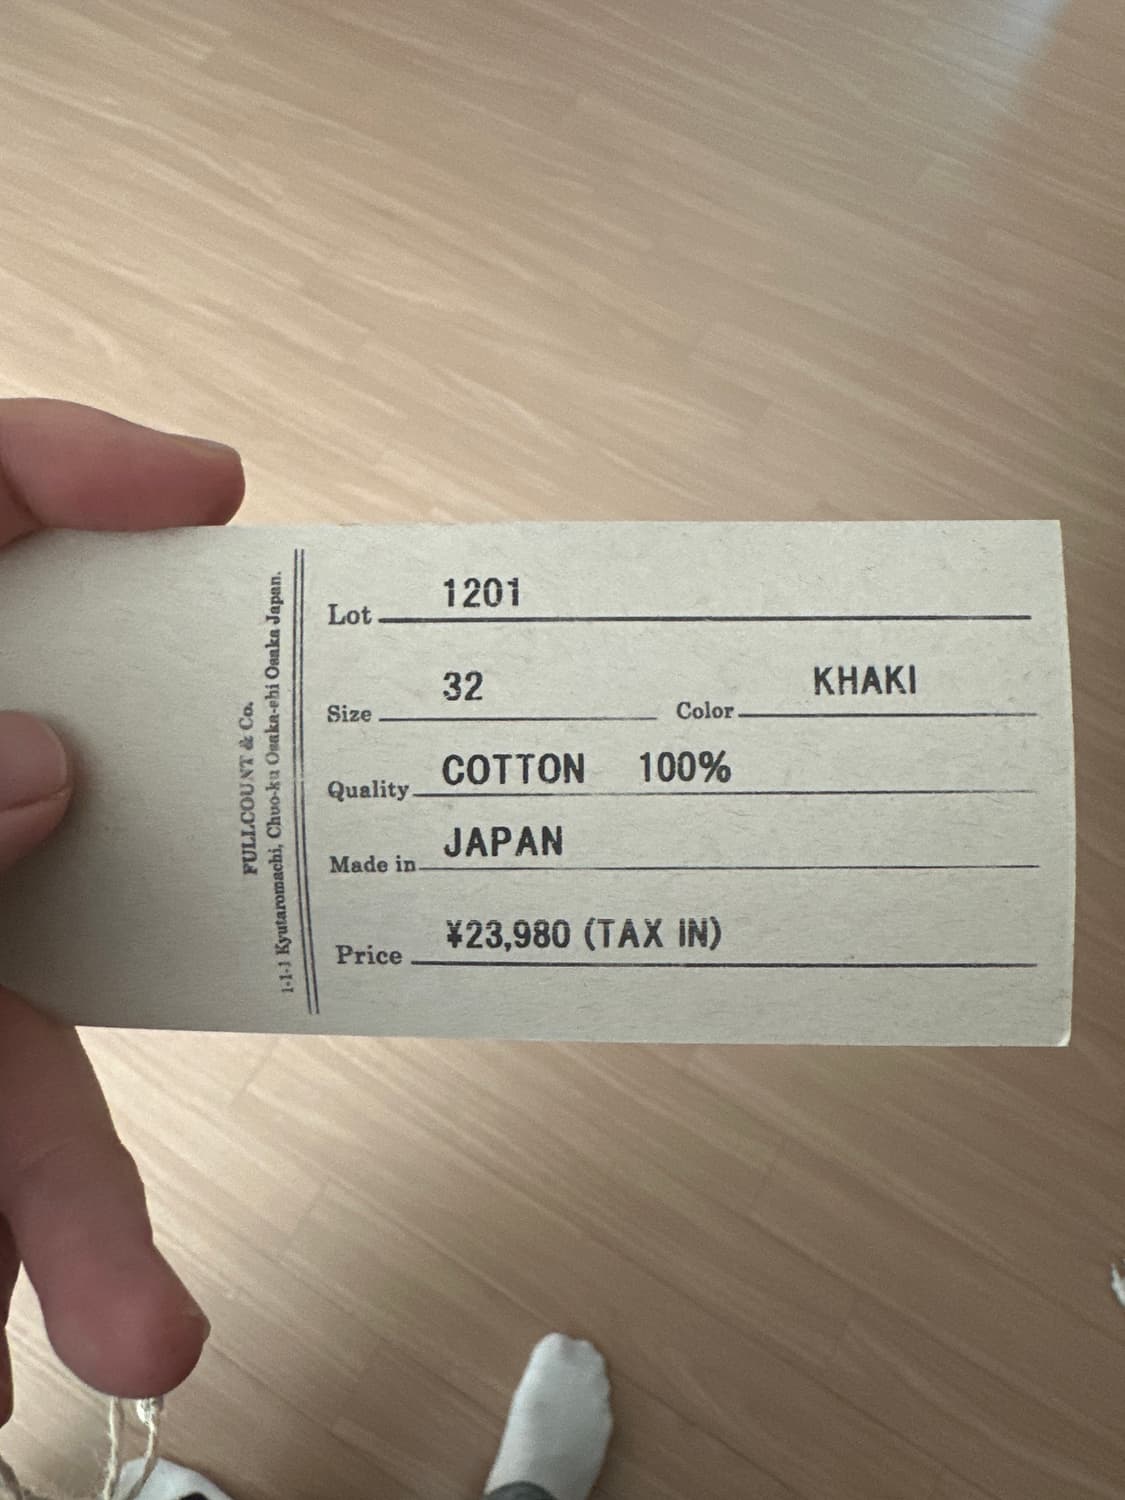 FULLCOUNT & Co.
1-1-1 Kyutaromachi, Chuo-ku Osaka-shi Osaka Japan.
Lot 1201
Size 32 Color KHAKI
Quality COTTON 100%
Made in JAPAN
Price ¥23,980 (TAX IN)